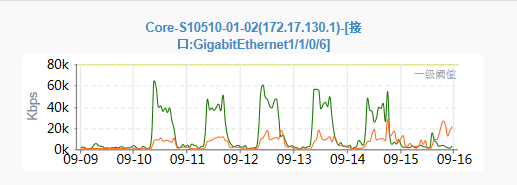 Core-S10510-01-02(172.17.130.1)-[接
口:GigabitEthernet1/1/0/6]
一级阈值
80k
60k
40k
20k
0k
Kbps
09-09 09-10 09-11 09-12 09-13 09-14 09-15 09-16